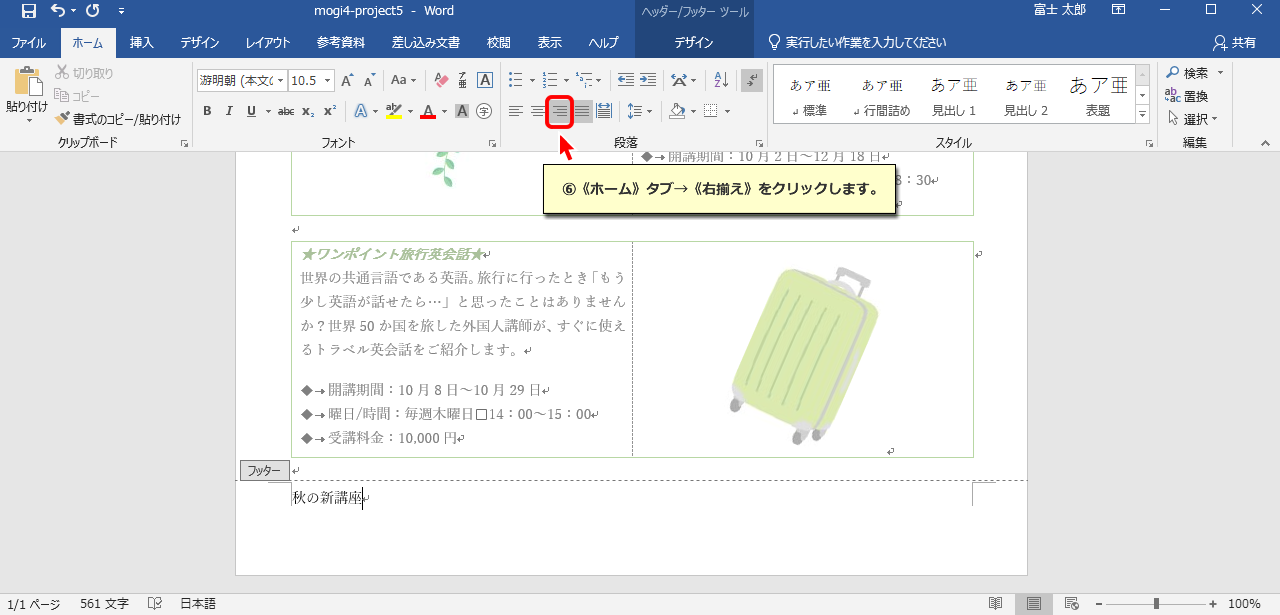 mogi4-project5 - Word
ヘッダー/フッター ツール
富士 太郎
ファイル ホーム 挿入 デザイン レイアウト 参考資料 差し込み文書 校閲 表示 ヘルプ デザイン 実行したい作業を入力してください 共有
貼り付け
切り取り
コピー
書式のコピー/貼り付け
クリップボード
游明朝 (本文の 10.5
フォント
段落
あア亜 標準
あア亜 行間詰め
あア亜 見出し 1
あア亜 見出し 2
あア亜 表題
スタイル
検索
置換
選択
編集
◆→開講期間：10 月 2 日～12 月 18 日
8：30
⑥《ホーム》タブ→《右揃え》をクリックします。
★ワンポイント旅行英会話★
世界の共通言語である英語。旅行に行ったとき「もう
少し英語が話せたら…」と思ったことはありません
か？世界 50 か国を旅した外国人講師が、すぐに使え
るトラベル英会話をご紹介します。
◆→開講期間：10 月 8 日～10 月 29 日
◆→曜日/時間：毎週木曜日□14：00～15：00
◆→受講料金：10,000 円
フッター
秋の新講座
1/1 ページ 561 文字 日本語 100%